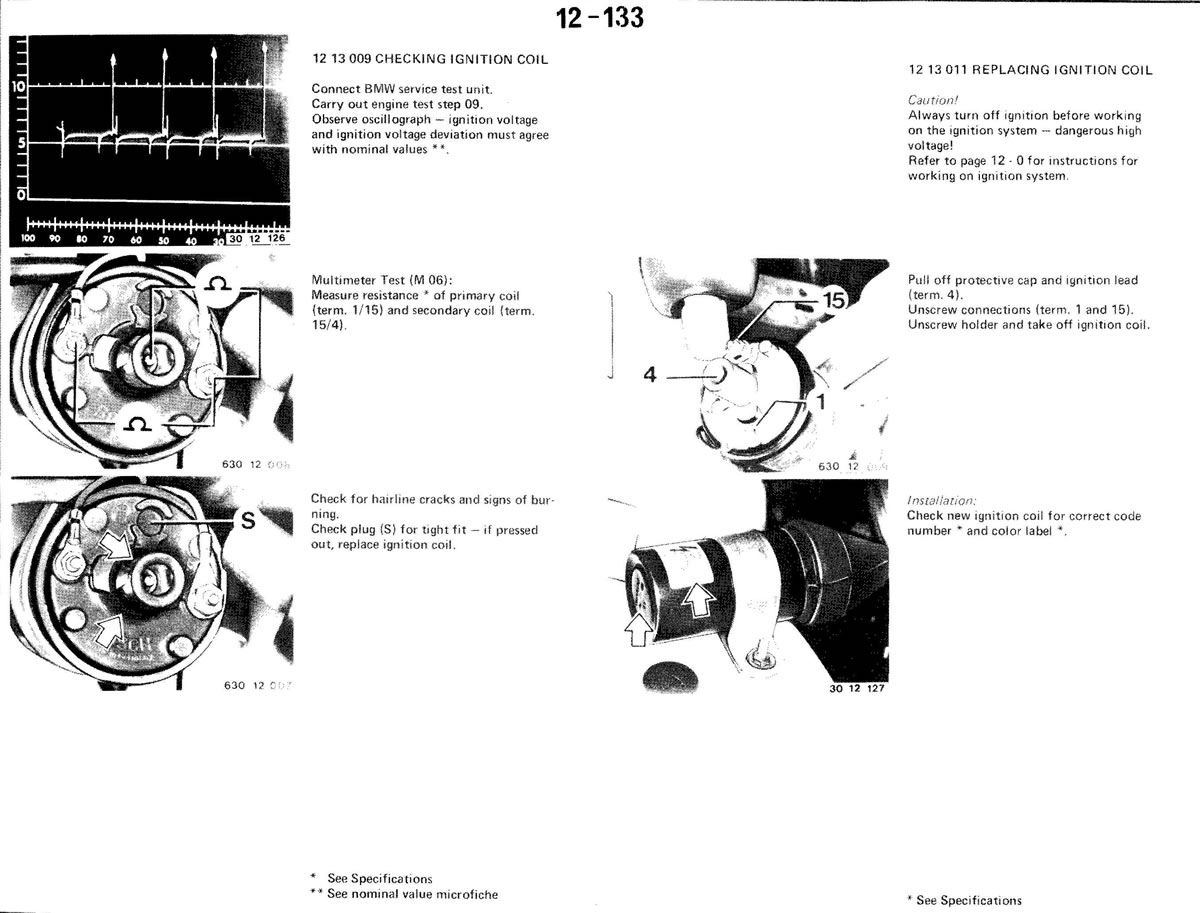 12-133
12 13 009 CHECKING IGNITION COIL
Connect BMW service test unit.
Carry out engine test step 09.
Observe oscillograph – ignition voltage
and ignition voltage deviation must agree
with nominal values **.
10
5
0
100 90 80 70 60 50 40 30
30 12 126
Multimeter Test (M 06):
Measure resistance * of primary coil
(term. 1/15) and secondary coil (term.
15/4).
Ω
Ω
630 12 006
Check for hairline cracks and signs of bur-
ning.
Check plug (S) for tight fit – if pressed
out, replace ignition coil.
S
630 12 007
* See Specifications
** See nominal value microfiche
12 13 011 REPLACING IGNITION COIL
Caution!
Always turn off ignition before working
on the ignition system – dangerous high
voltage!
Refer to page 12 - 0 for instructions for
working on ignition system.
Pull off protective cap and ignition lead
(term. 4).
Unscrew connections (term. 1 and 15).
Unscrew holder and take off ignition coil.
15
4
1
630 12
Installation:
Check new ignition coil for correct code
number * and color label *.
30 12 127
* See Specifications